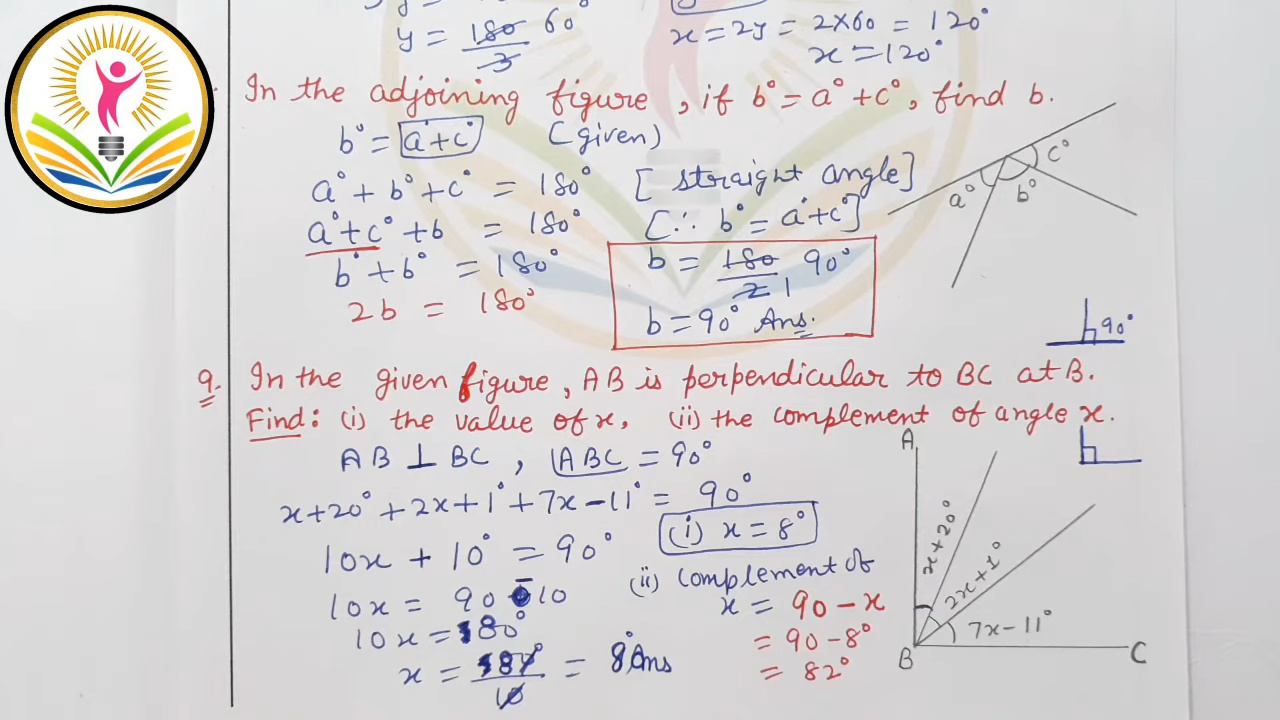 y = 180/3 60°
x = 2y = 2×60 = 120°
x = 120°
In the adjoining figure, if b° = a° + c°, find b.
b° = a° + c° (given)
a° + b° + c° = 180° [straight angle]
a° + c° + b = 180° [∴ b° = a° + c°]
b° + b° = 180°
2b = 180°
b = 180/2 90°
1
b = 90° Ans.
a°
b°
c°
90°
9. In the given figure, AB is perpendicular to BC at B.
Find: (i) the value of x, (ii) the complement of angle x.
AB ⊥ BC, ∠ABC = 90°
x + 20° + 2x + 1° + 7x − 11° = 90°
10x + 10° = 90°
10x = 90 − 10
10x = 80°
x = 80°/10 = 8° Ans
(i) x = 8°
(ii) complement of
x = 90 − x
= 90 − 8°
= 82°
A
x + 20°
2x + 1°
7x − 11°
B
C